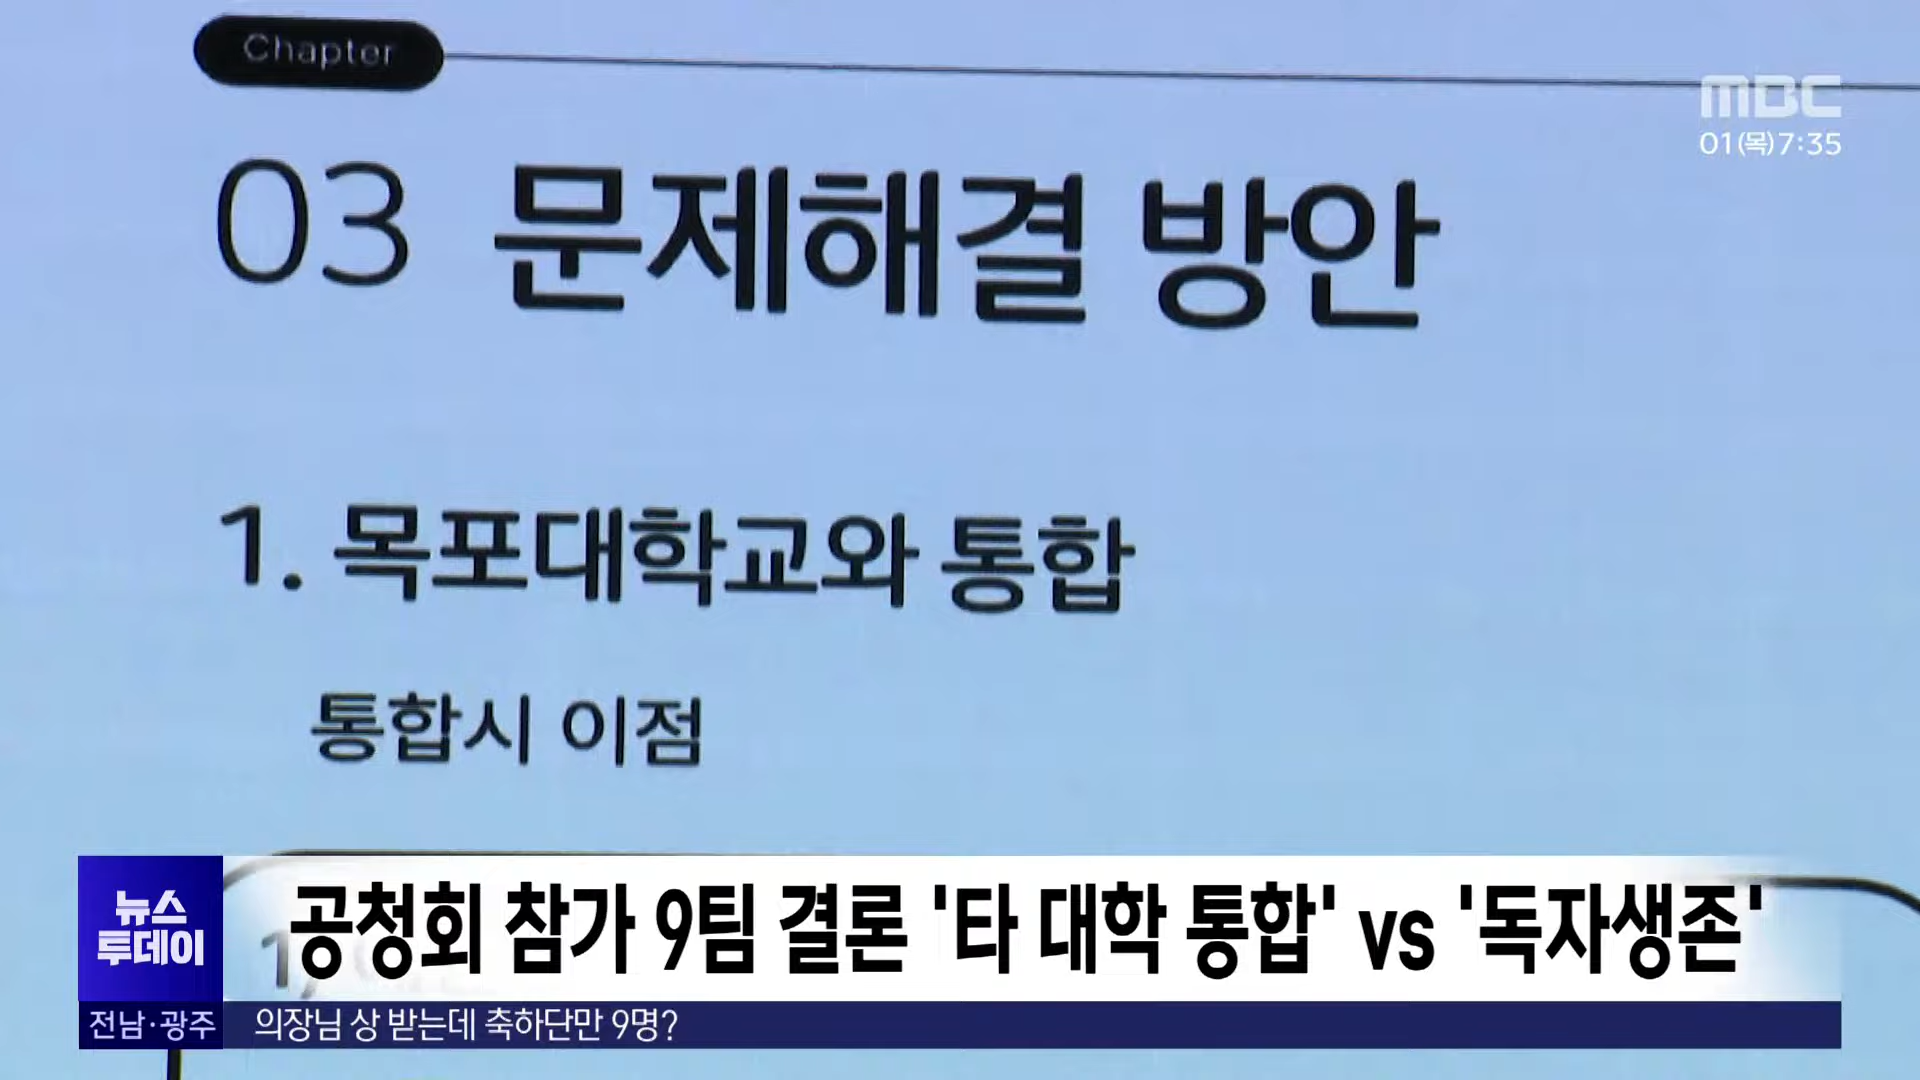 Chapter
MBC
01(목)7:35
03 문제해결 방안
1. 목포대학교와 통합
통합시 이점
뉴스
투데이
공청회 참가 9팀 결론 '타 대학 통합' vs '독자생존'
전남·광주
의장님 상 받는데 축하단만 9명?